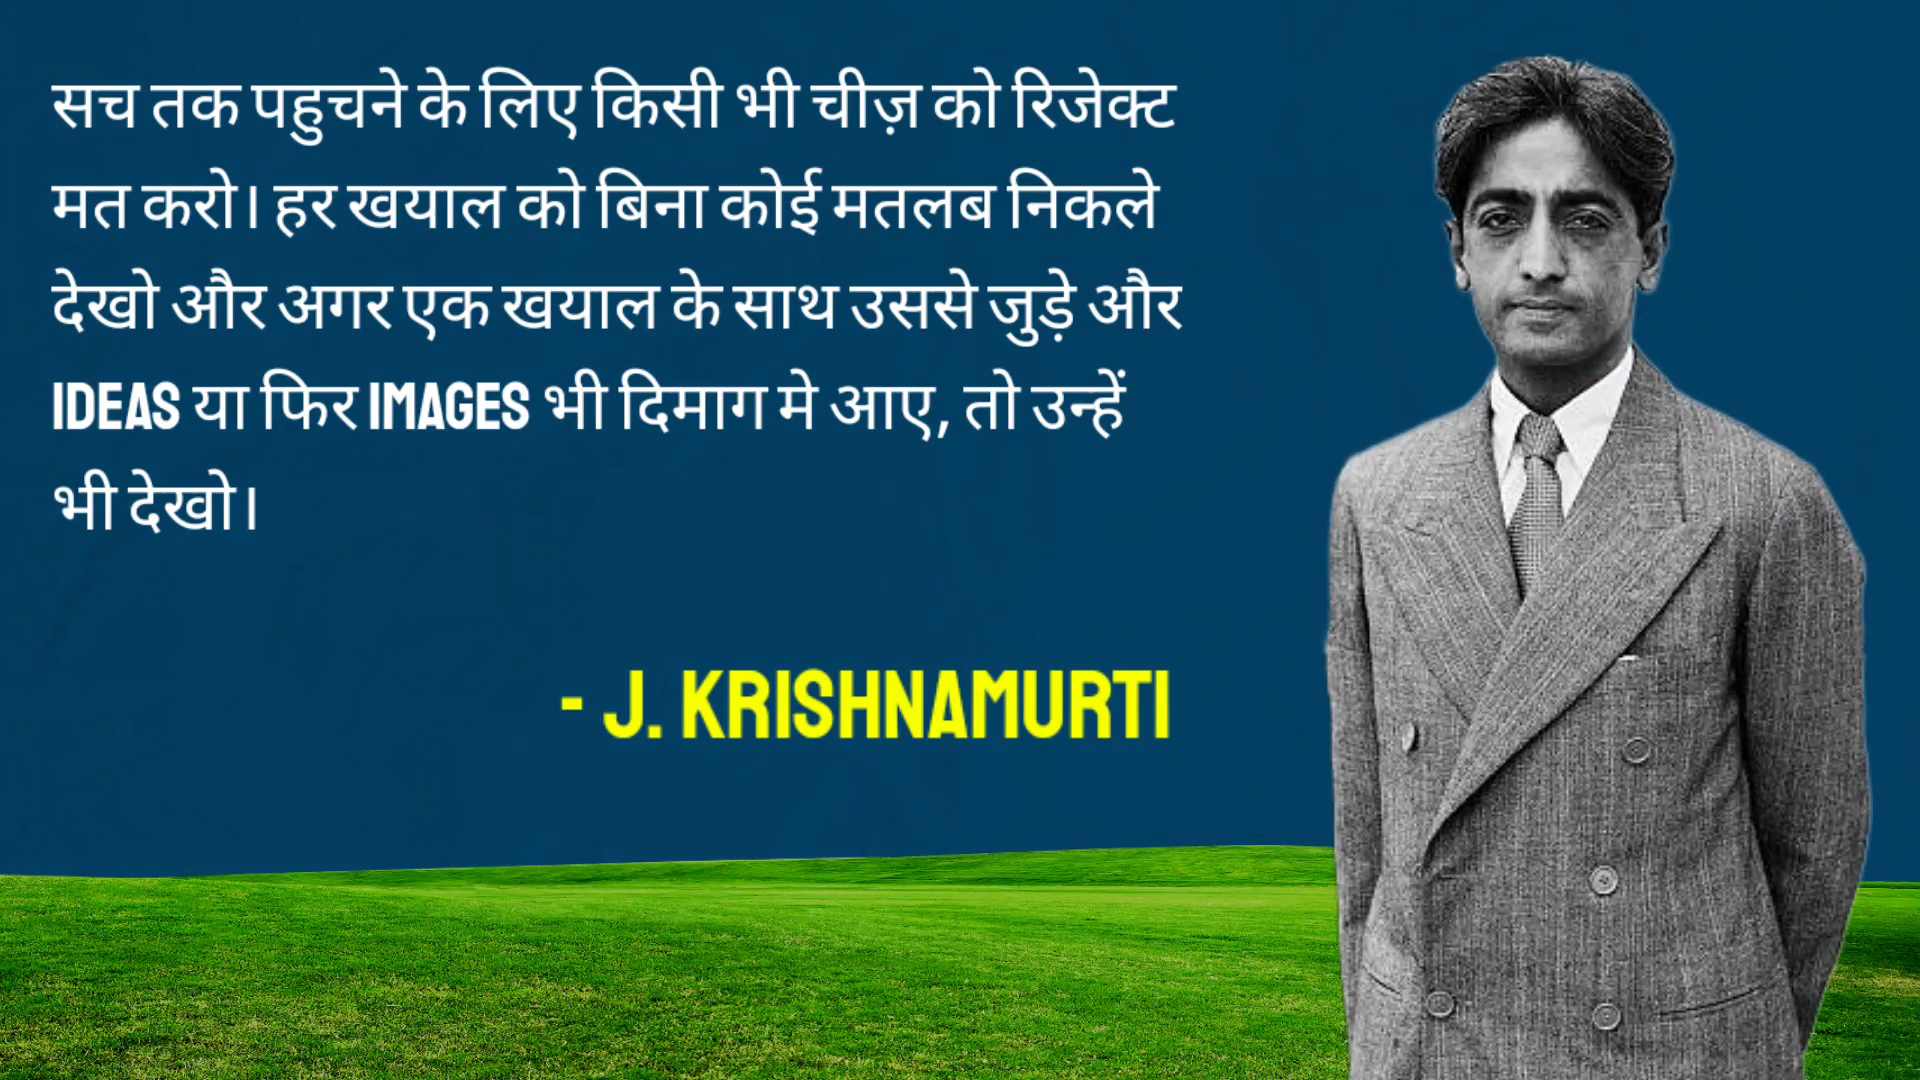 सच तक पहुचने के लिए किसी भी चीज़ को रिजेक्ट
मत करो। हर खयाल को बिना कोई मतलब निकले
देखो और अगर एक खयाल के साथ उससे जुड़े और
IDEAS या फिर IMAGES भी दिमाग मे आए, तो उन्हें
भी देखो।
- J. KRISHNAMURTI